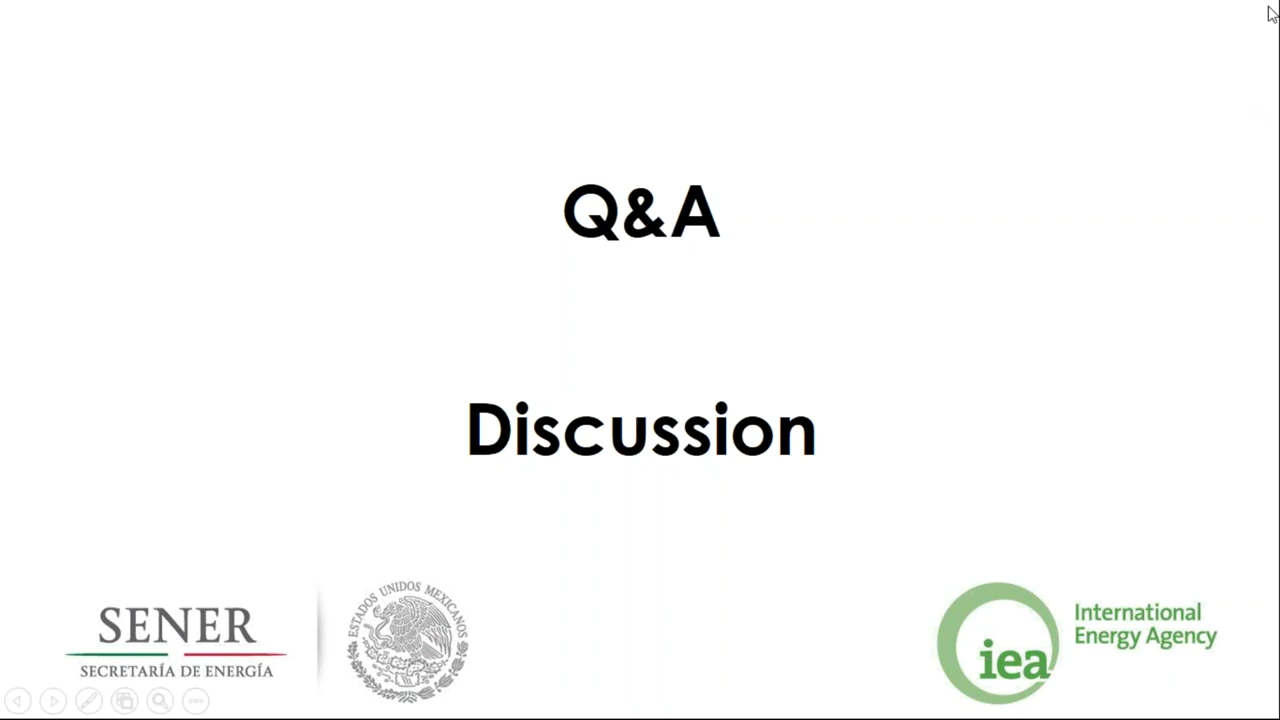 Q&A
Discussion
SENER
SECRETARÍA DE ENERGÍA
ESTADOS UNIDOS MEXICANOS
iea
International
Energy Agency